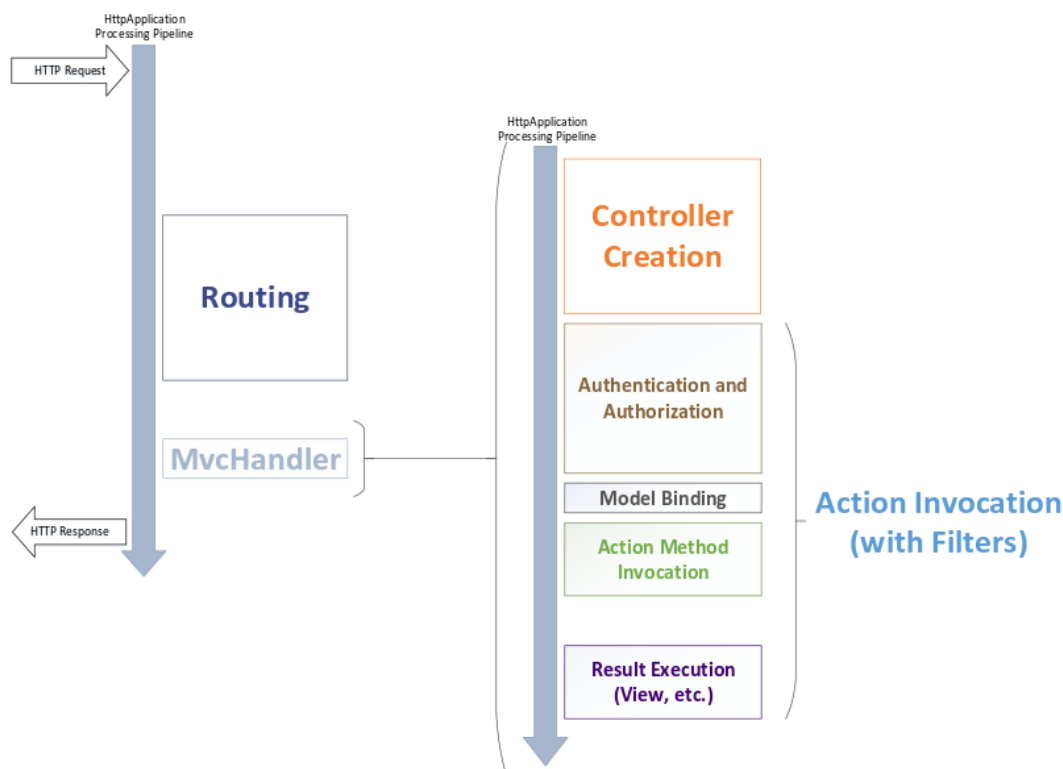 HttpApplication
Processing Pipeline
HTTP Request
Routing
MvcHandler
HTTP Response
HttpApplication
Processing Pipeline
Controller
Creation
Authentication and
Authorization
Model Binding
Action Method
Invocation
Result Execution
(View, etc.)
Action Invocation
(with Filters)